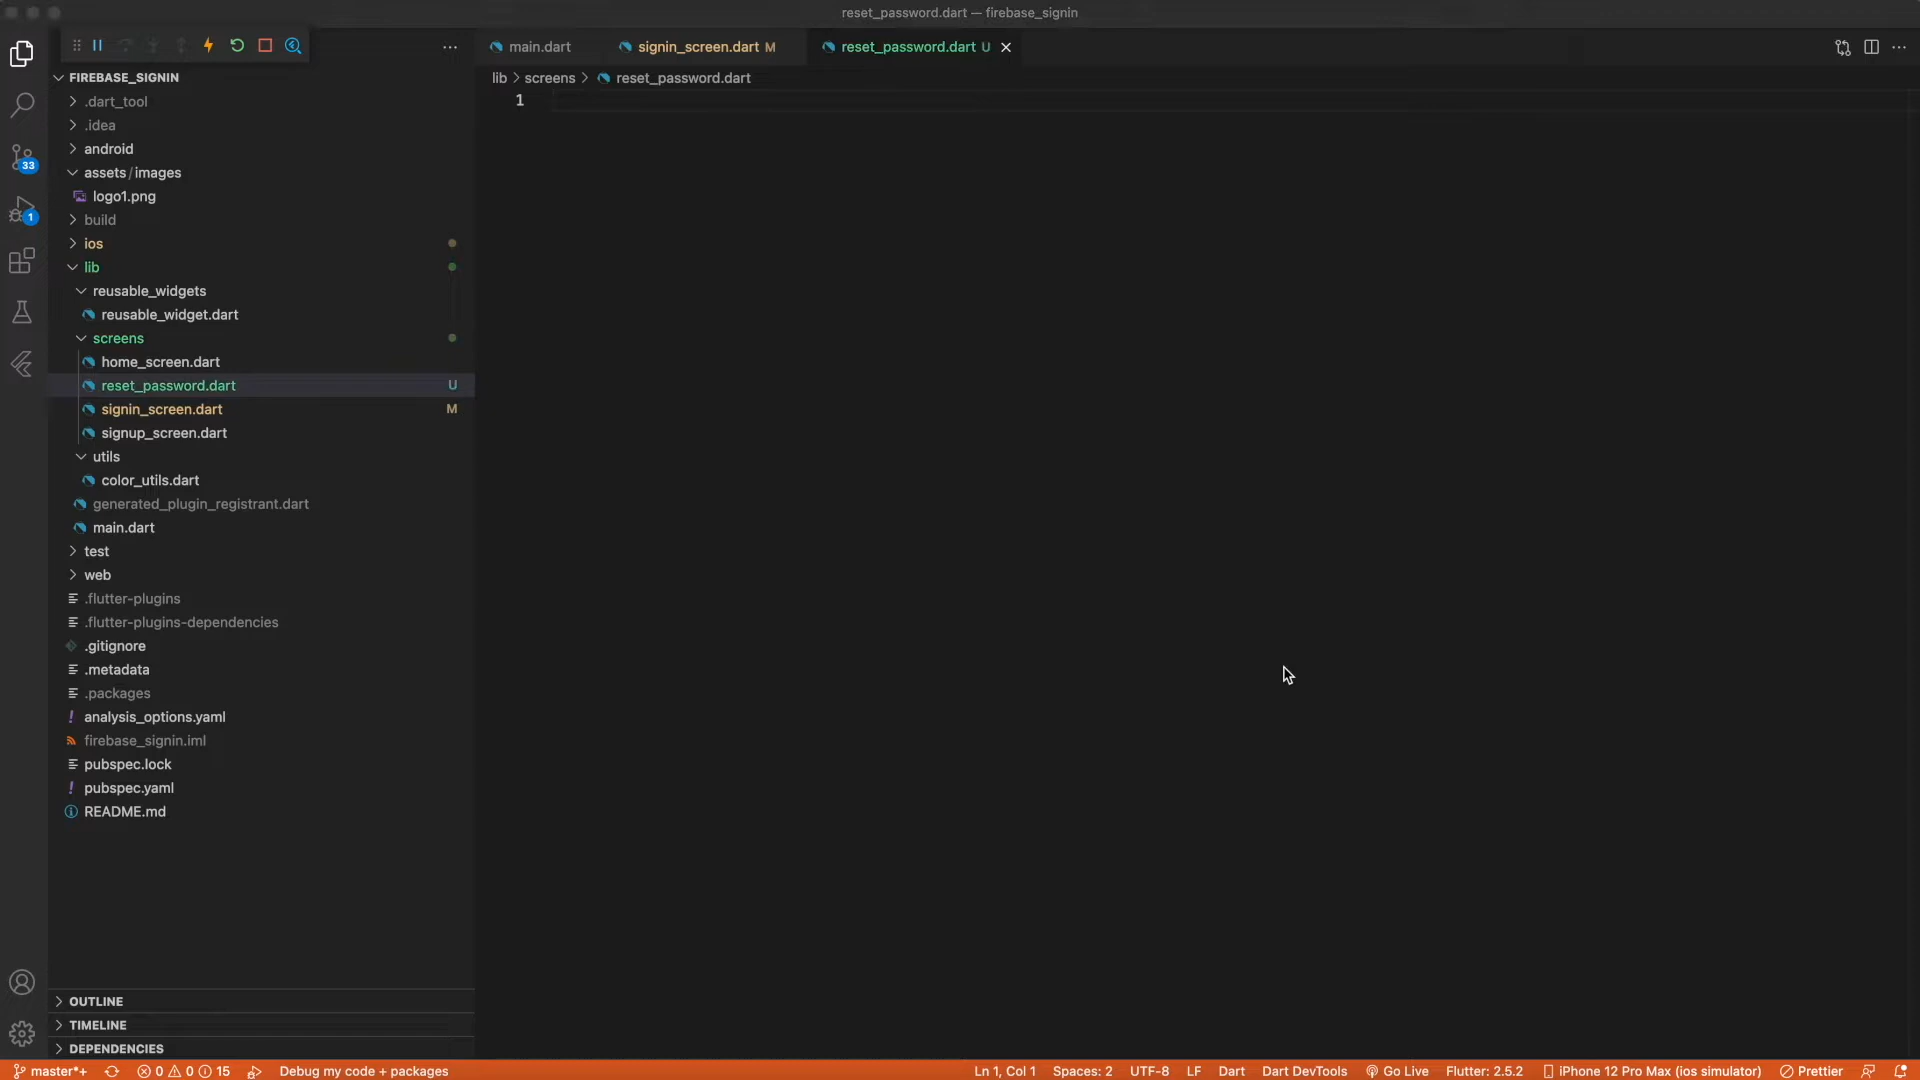 reset_password.dart — firebase_signin
main.dart
signin_screen.dart M
reset_password.dart U
FIREBASE_SIGNIN
lib > screens > reset_password.dart
1
.dart_tool
.idea
android
assets/images
logo1.png
build
ios
lib
reusable_widgets
reusable_widget.dart
screens
home_screen.dart
reset_password.dart U
signin_screen.dart M
signup_screen.dart
utils
color_utils.dart
generated_plugin_registrant.dart
main.dart
test
web
.flutter-plugins
.flutter-plugins-dependencies
.gitignore
.metadata
.packages
! analysis_options.yaml
firebase_signin.iml
pubspec.lock
! pubspec.yaml
README.md
33
1
OUTLINE
TIMELINE
DEPENDENCIES
master*+ 0 0 15 Debug my code + packages Ln 1, Col 1 Spaces: 2 UTF-8 LF Dart Dart DevTools Go Live Flutter: 2.5.2 iPhone 12 Pro Max (ios simulator) Prettier